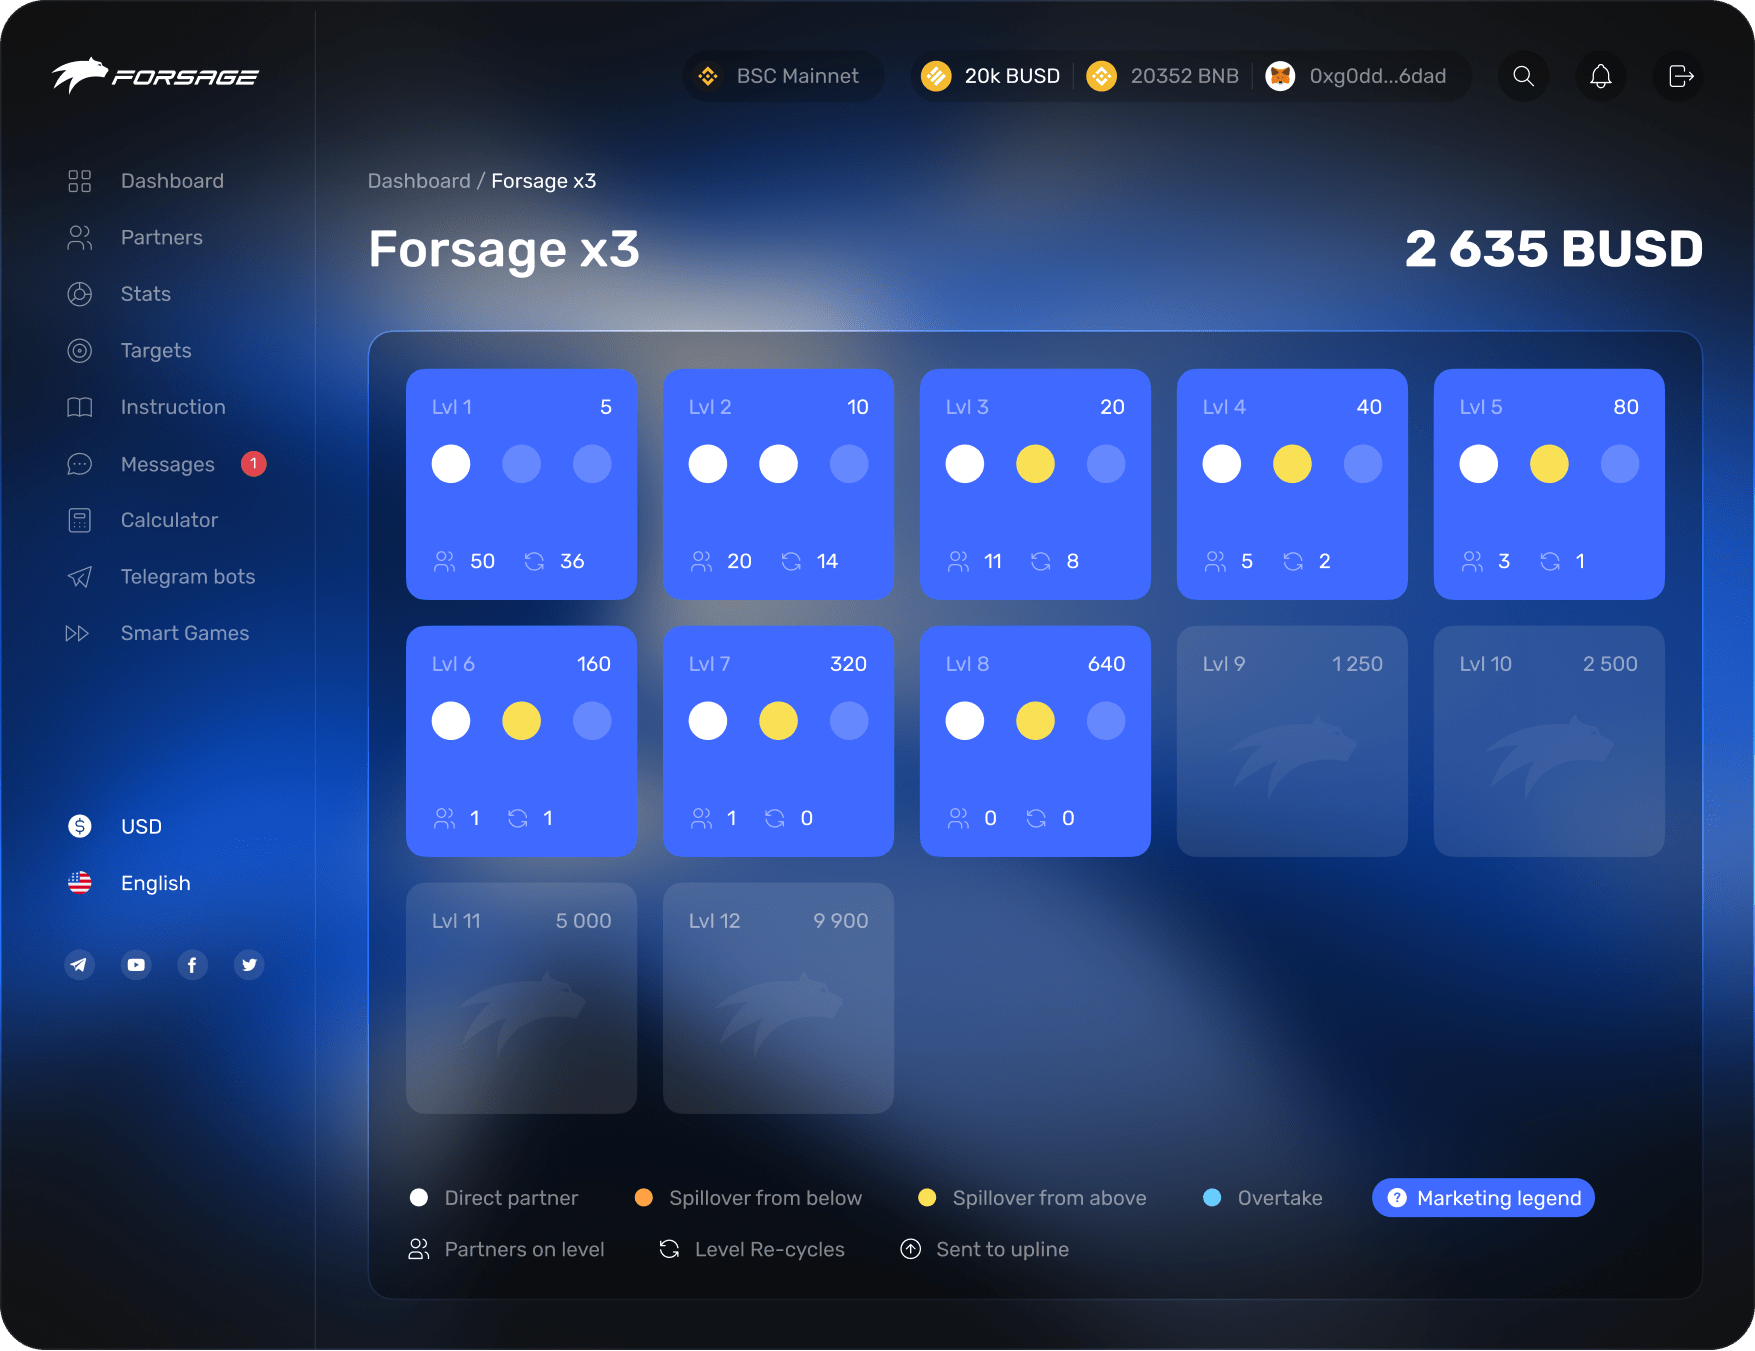 FORSAGE
BSC Mainnet
20k BUSD
20352 BNB
0xg0dd...6dad
Dashboard
Partners
Stats
Targets
Instruction
Messages 1
Calculator
Telegram bots
Smart Games
$ USD
English
Dashboard / Forsage x3
Forsage x3
2 635 BUSD
Lvl 1 5
50 36
Lvl 2 10
20 14
Lvl 3 20
11 8
Lvl 4 40
5 2
Lvl 5 80
3 1
Lvl 6 160
1 1
Lvl 7 320
1 0
Lvl 8 640
0 0
Lvl 9 1 250
Lvl 10 2 500
Lvl 11 5 000
Lvl 12 9 900
Direct partner
Spillover from below
Spillover from above
Overtake
? Marketing legend
Partners on level
Level Re-cycles
Sent to upline